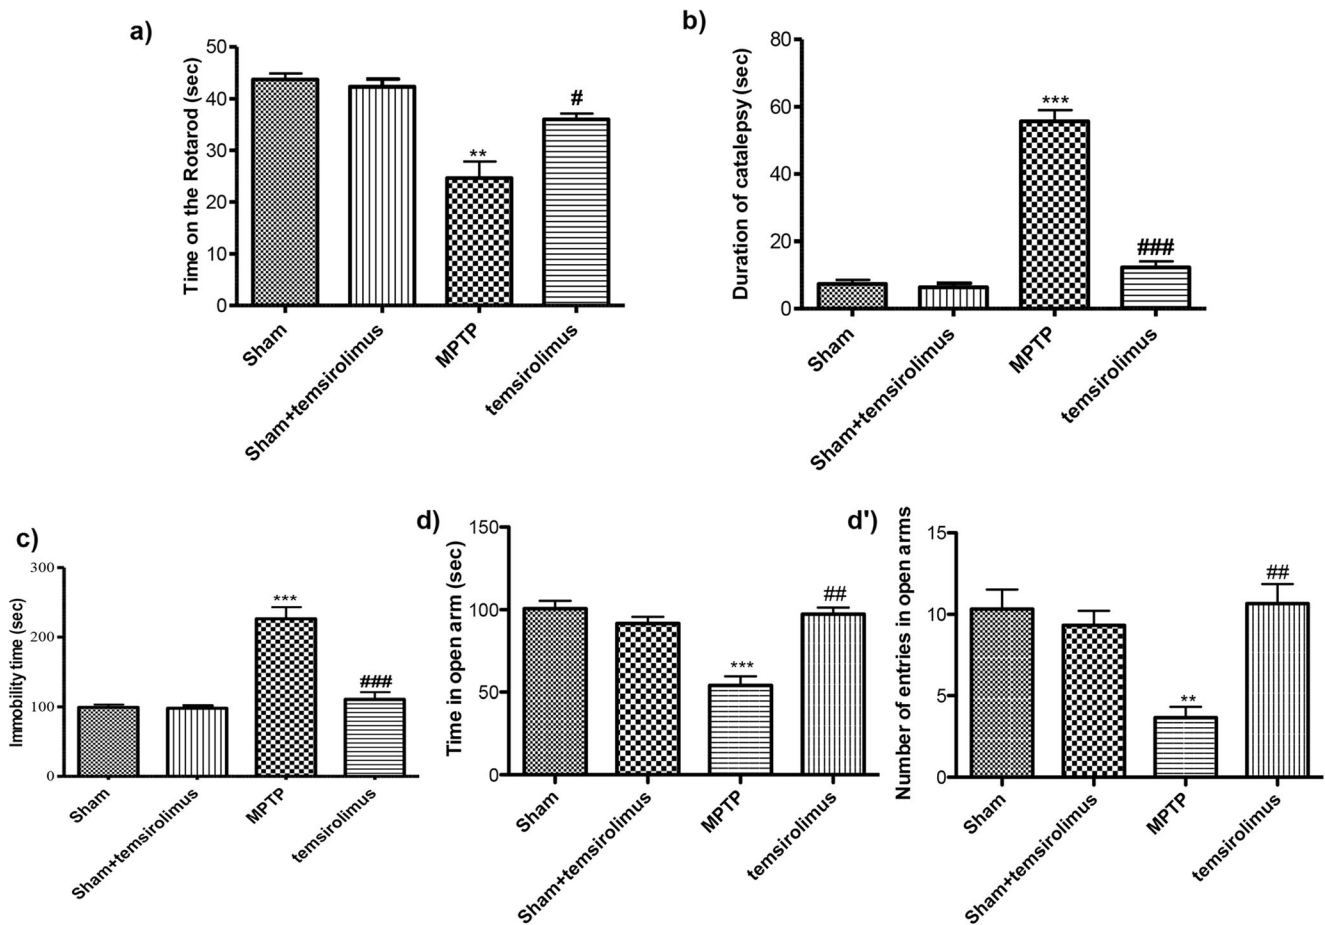 a)
Time on the Rotarod (sec)
50
40
30
20
10
0
**
#
Sham
Sham+temsirolimus
MPTP
temsirolimus
b)
Duration of catalepsy (sec)
80
60
40
20
0
***
###
Sham
Sham+temsirolimus
MPTP
temsirolimus
c)
Immobility time (sec)
300
200
100
0
***
###
Sham
Sham+temsirolimus
MPTP
temsirolimus
d)
Time in open arm (sec)
150
100
50
0
***
##
Sham
Sham+temsirolimus
MPTP
temsirolimus
d')
Number of entries in open arms
15
10
5
0
**
##
Sham
Sham+temsirolimus
MPTP
temsirolimus